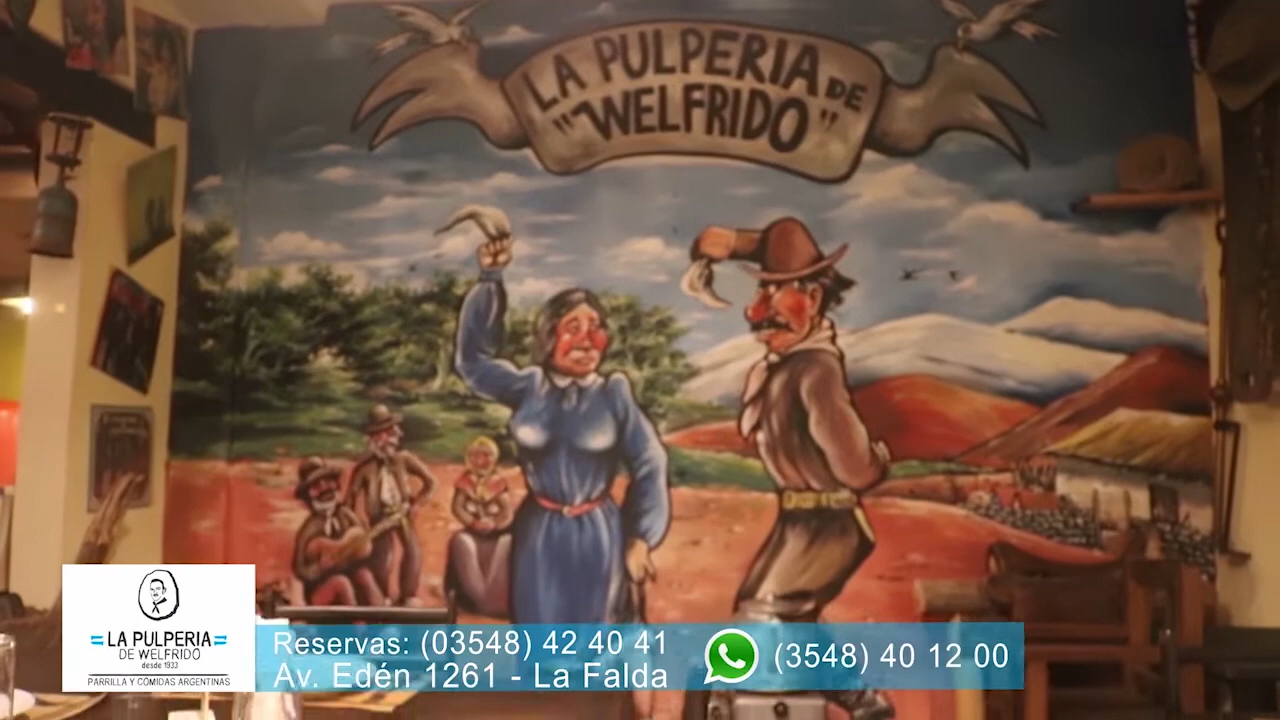 LA PULPERIA DE
"WELFRIDO"
LA PULPERIA
DE WELFRIDO
desde 1933
PARRILLA Y COMIDAS ARGENTINAS
Reservas: (03548) 42 40 41
Av. Edén 1261 - La Falda
(3548) 40 12 00